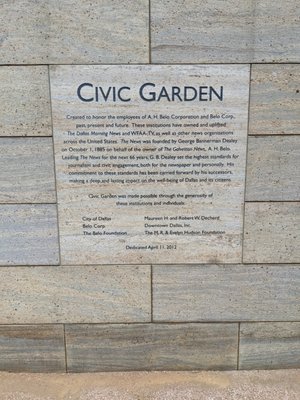 CIVIC GARDEN
Created to honor the employees of A. H. Belo Corporation and Belo Corp.,
past, present and future. These institutions have owned and uplifted
The Dallas Morning News and WFAA-TV, as well as other news organizations
across the United States. The News was founded by George Bannerman Dealey
on October 1, 1885 on behalf of the owner of The Galveston News, A. H. Belo.
Leading The News for the next 66 years, G. B. Dealey set the highest standards for
journalism and civic engagement, both for the newspaper and personally. His
commitment to these standards has been carried forward by his successors,
making a deep and lasting impact on the well-being of Dallas and its citizens.
Civic Garden was made possible through the generosity of
these institutions and individuals:
City of Dallas
Belo Corp.
The Belo Foundation
Maureen H. and Robert W. Decherd
Downtown Dallas, Inc.
The M. R. & Evelyn Hudson Foundation
Dedicated April 11, 2012